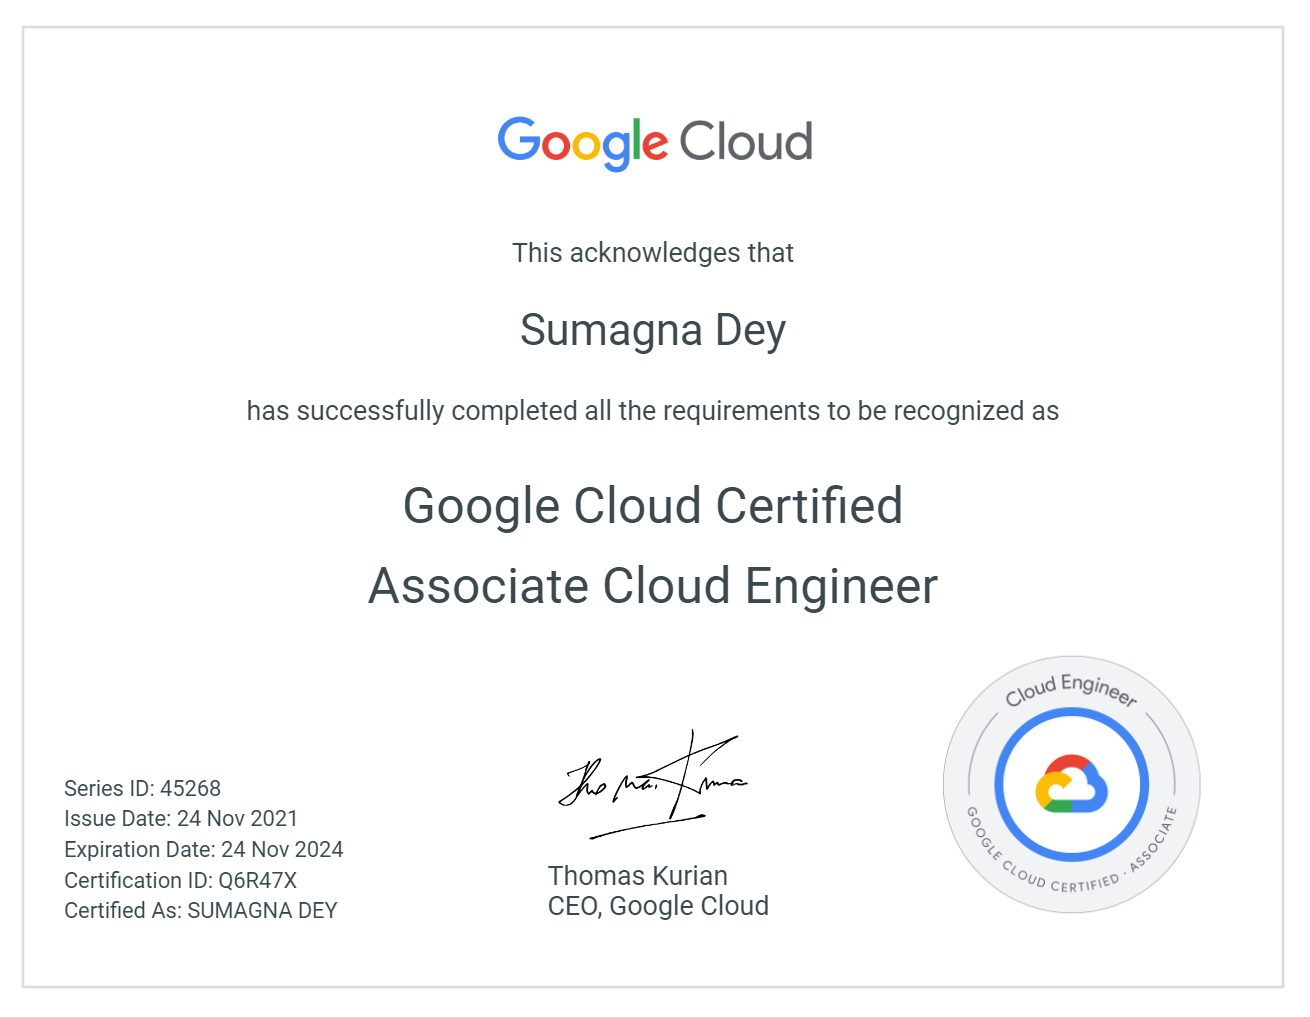 Google Cloud
This acknowledges that
Sumagna Dey
has successfully completed all the requirements to be recognized as
Google Cloud Certified
Associate Cloud Engineer
Series ID: 45268
Issue Date: 24 Nov 2021
Expiration Date: 24 Nov 2024
Certification ID: Q6R47X
Certified As: SUMAGNA DEY
Thomas Kurian
Thomas Kurian
CEO, Google Cloud
Cloud Engineer
GOOGLE CLOUD CERTIFIED · ASSOCIATE